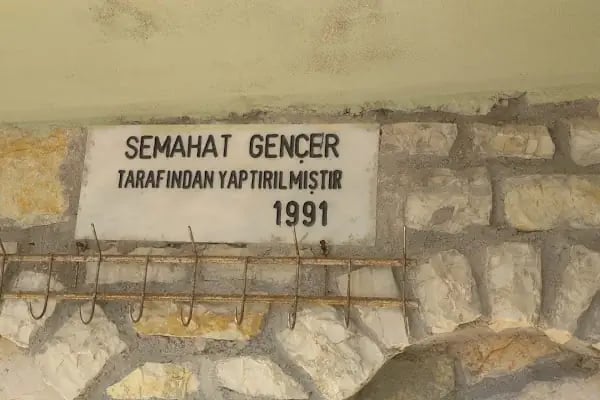 SEMAHAT GENÇER
TARAFINDAN YAPTIRILMIŞTIR
1991